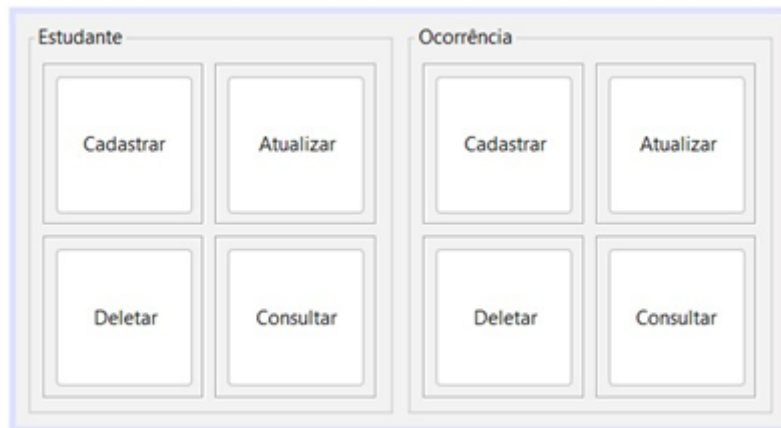 Estudante
Ocorrência
Cadastrar
Atualizar
Cadastrar
Atualizar
Deletar
Consultar
Deletar
Consultar